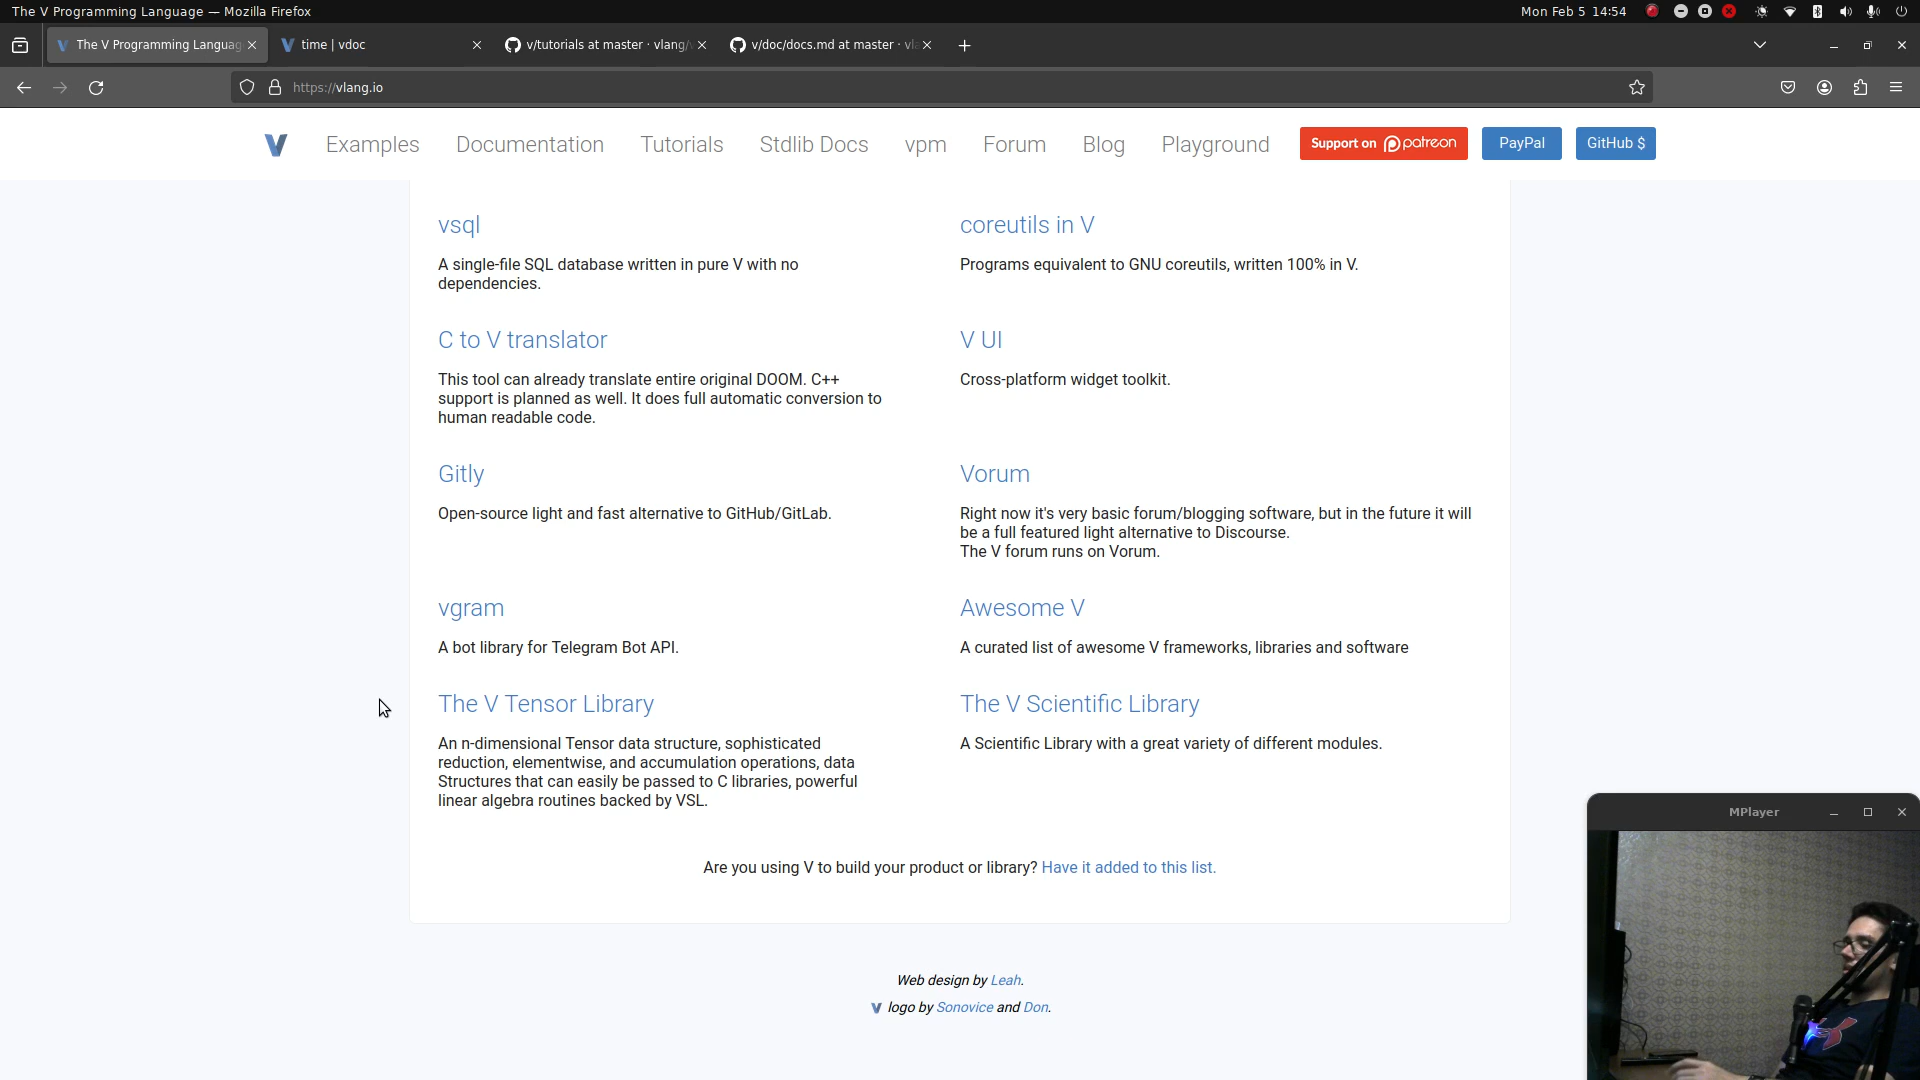 The V Programming Language — Mozilla Firefox
Mon Feb 5 14:54
The V Programming Languag
time | vdoc
v/tutorials at master · vlang/
v/doc/docs.md at master · vl
https://vlang.io
Examples
Documentation
Tutorials
Stdlib Docs
vpm
Forum
Blog
Playground
Support on patreon
PayPal
GitHub $
vsql
A single-file SQL database written in pure V with no
dependencies.
coreutils in V
Programs equivalent to GNU coreutils, written 100% in V.
C to V translator
This tool can already translate entire original DOOM. C++
support is planned as well. It does full automatic conversion to
human readable code.
V UI
Cross-platform widget toolkit.
Gitly
Open-source light and fast alternative to GitHub/GitLab.
Vorum
Right now it's very basic forum/blogging software, but in the future it will
be a full featured light alternative to Discourse.
The V forum runs on Vorum.
vgram
A bot library for Telegram Bot API.
Awesome V
A curated list of awesome V frameworks, libraries and software
The V Tensor Library
An n-dimensional Tensor data structure, sophisticated
reduction, elementwise, and accumulation operations, data
Structures that can easily be passed to C libraries, powerful
linear algebra routines backed by VSL.
The V Scientific Library
A Scientific Library with a great variety of different modules.
Are you using V to build your product or library? Have it added to this list.
Web design by Leah.
logo by Sonovice and Don.
MPlayer